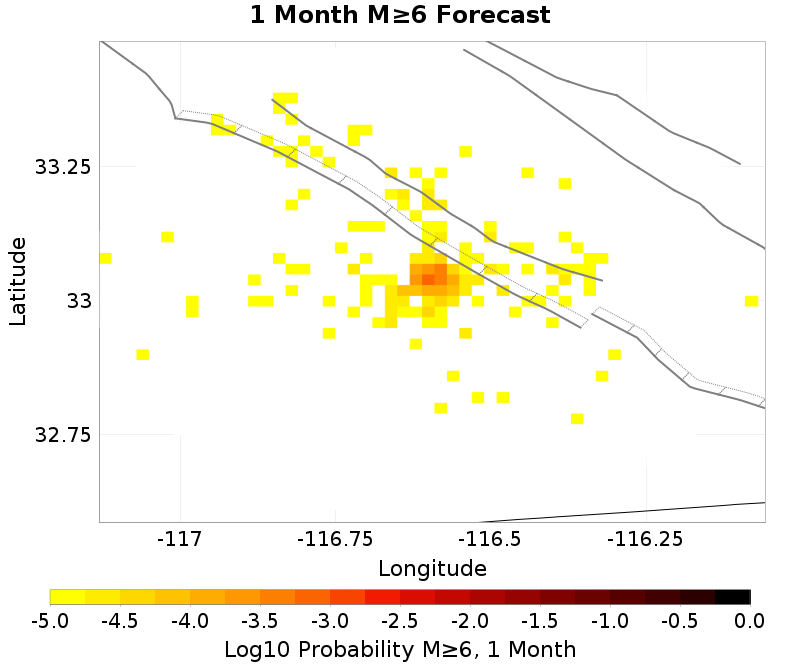 1 Month M≥6 Forecast
Latitude
33.25
33
32.75
-117 -116.75 -116.5 -116.25
Longitude
-5.0 -4.5 -4.0 -3.5 -3.0 -2.5 -2.0 -1.5 -1.0 -0.5 0.0
Log10 Probability M≥6, 1 Month